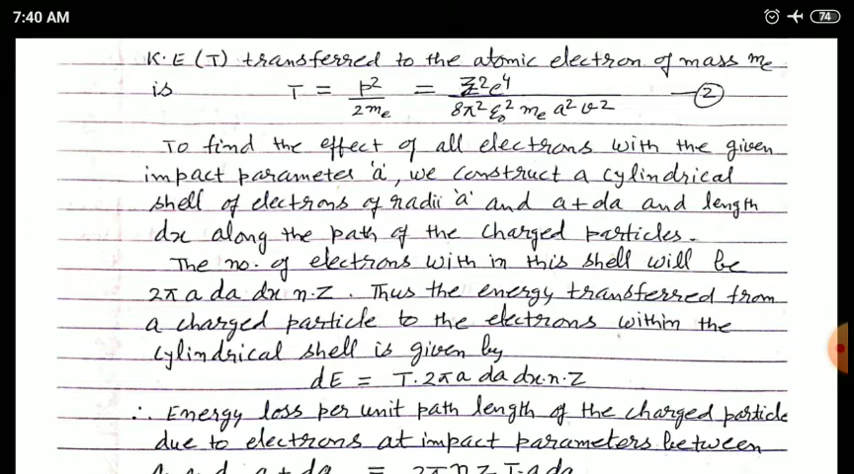 7:40 AM
74
K.E (T) transferred to the atomic electron of mass me
is T = p²/2me = z²e⁴/8π²ε₀² me a² v² —②
To find the effect of all electrons with the given
impact parameter 'a', we construct a cylindrical
shell of electrons of radii 'a' and a+da and length
dx along the path of the charged particles.
The no. of electrons with in this shell will be
2π a da dx n.Z. Thus the energy transferred from
a charged particle to the electrons within the
cylindrical shell is given by
dE = T.2πa da dx.n.Z
∴ Energy loss per unit path length of the charged particle
due to electrons at impact parameters between
a+da = 2π n Z T.a da